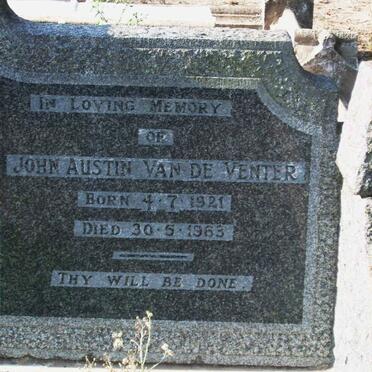 IN LOVING MEMORY
OF
JOHN AUSTIN VAN DE VENTER
BORN 4·7·1921
DIED 30·5·1963
THY WILL BE DONE